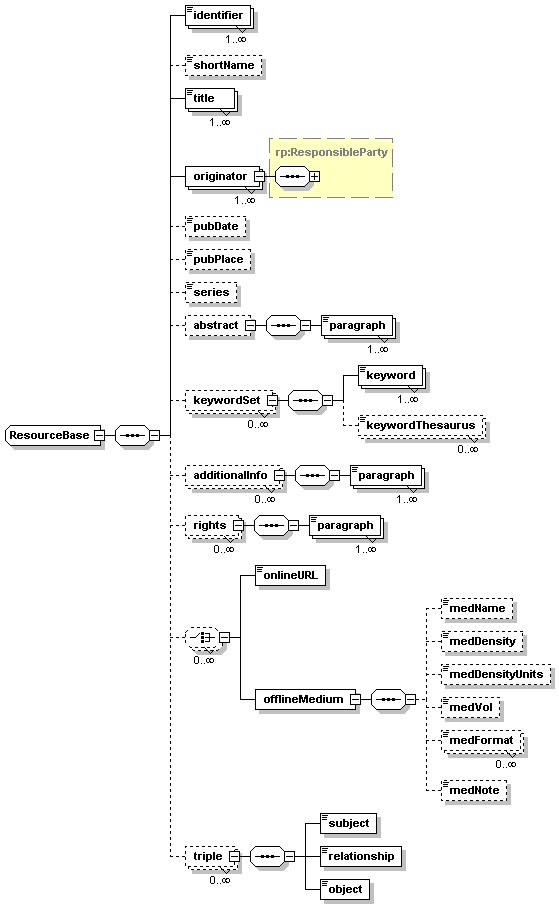 identifier
1..∞
shortName
title
1..∞
rp:ResponsibleParty
originator
1..∞
pubDate
pubPlace
series
abstract
paragraph
1..∞
keywordSet
0..∞
keyword
1..∞
keywordThesaurus
0..∞
ResourceBase
additionalInfo
0..∞
paragraph
1..∞
rights
0..∞
paragraph
1..∞
0..∞
onlineURL
offlineMedium
medName
medDensity
medDensityUnits
medVol
medFormat
0..∞
medNote
triple
0..∞
subject
relationship
object